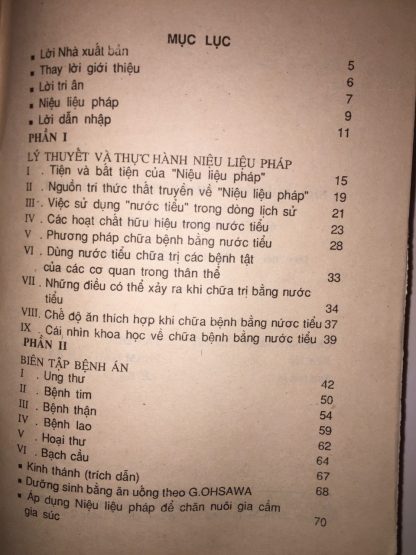 MỤC LỤC
▪ Lời Nhà xuất bản 5
▪ Thay lời giới thiệu 6
▪ Lời tri ân 7
▪ Niệu liệu pháp 9
▪ Lời dẫn nhập 11
PHẦN I
LÝ THUYẾT VÀ THỰC HÀNH NIỆU LIỆU PHÁP
I . Tiện và bất tiện của "Niệu liệu pháp" 15
II . Nguồn trí thức thất truyền về "Niệu liệu pháp" 19
III . Việc sử dụng "nước tiểu" trong dòng lịch sử 21
IV . Các hoạt chất hữu hiệu trong nước tiểu 23
V . Phương pháp chữa bệnh bằng nước tiểu 28
VI . Dùng nước tiểu chữa trị các bệnh tật
của các cơ quan trong thân thể 33
VII . Những điều có thể xảy ra khi chữa trị bằng nước
tiểu 34
VIII. Chế độ ăn thích hợp khi chữa bệnh bằng nước tiểu 37
IX . Cái nhìn khoa học về chữa bệnh bằng nước tiểu 39
PHẦN II
BIÊN TẬP BỆNH ÁN
I . Ung thư 42
II . Bệnh tim 50
III . Bệnh thận 54
IV . Bệnh lao 59
V . Hoại thư 62
VI . Bạch cầu 64
▪ Kinh thánh (trích dẫn) 67
▪ Dưỡng sinh bằng ăn uống theo G.OHSAWA 68
▪ Áp dụng Niệu liệu pháp để chăn nuôi gia cầm
gia súc 70